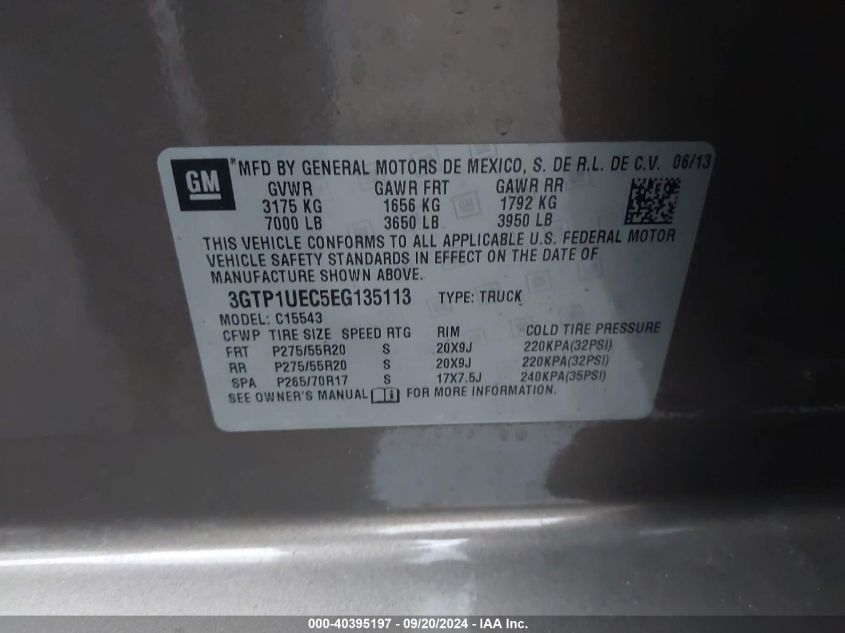 GM ® MFD BY GENERAL MOTORS DE MEXICO, S. DE R.L. DE C.V. 06/13
GVWR GAWR FRT GAWR RR
3175 KG 1656 KG 1792 KG
7000 LB 3650 LB 3950 LB
THIS VEHICLE CONFORMS TO ALL APPLICABLE U.S. FEDERAL MOTOR
VEHICLE SAFETY STANDARDS IN EFFECT ON THE DATE OF
MANUFACTURE SHOWN ABOVE.
3GTP1UEC5EG135113 TYPE: TRUCK
MODEL: C15543
CFWP TIRE SIZE SPEED RTG RIM COLD TIRE PRESSURE
FRT P275/55R20 S 20X9J 220KPA(32PSI)
RR P275/55R20 S 20X9J 220KPA(32PSI)
SPA P265/70R17 S 17X7.5J 240KPA(35PSI)
SEE OWNER'S MANUAL FOR MORE INFORMATION.
000-40395197 - 09/20/2024 - IAA Inc.